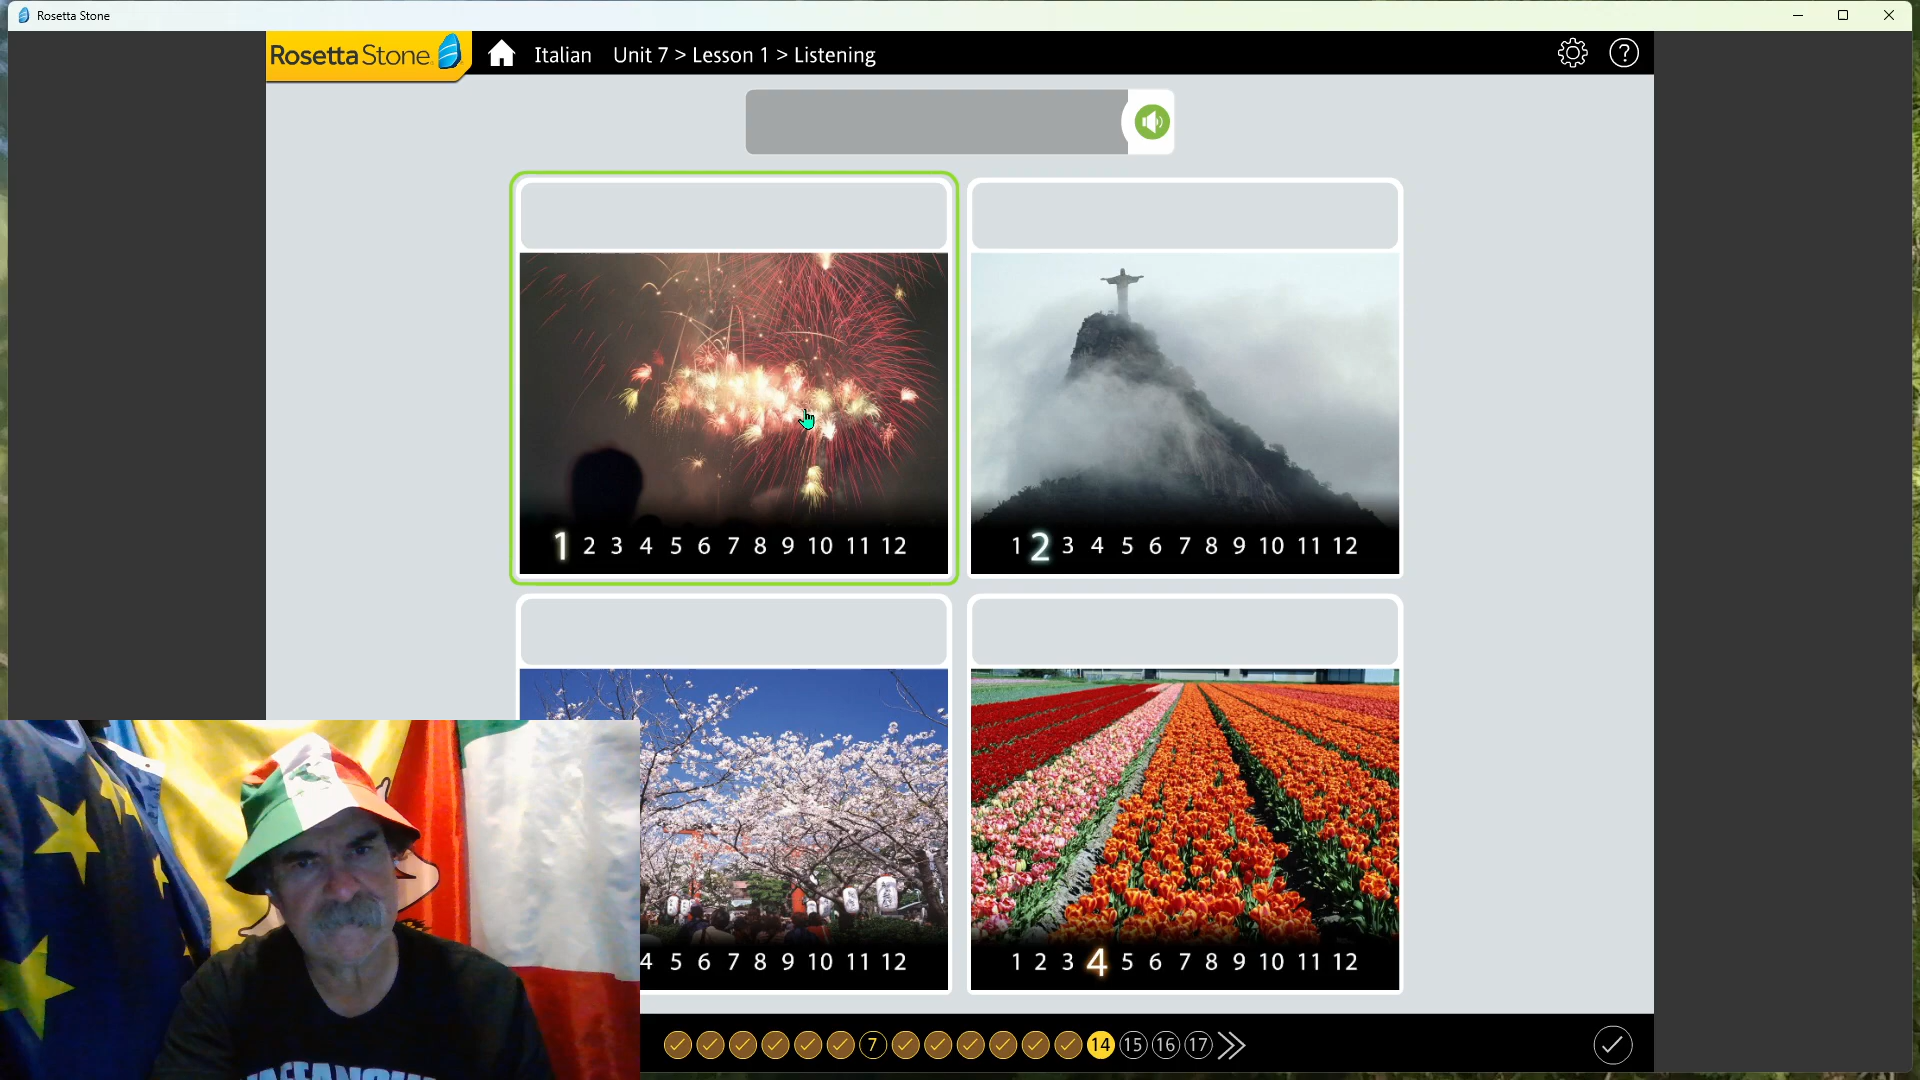 Rosetta Stone
RosettaStone
Italian Unit 7 > Lesson 1 > Listening
?
1 2 3 4 5 6 7 8 9 10 11 12
1 2 3 4 5 6 7 8 9 10 11 12
4 5 6 7 8 9 10 11 12
1 2 3 4 5 6 7 8 9 10 11 12
7 14 15 16 17